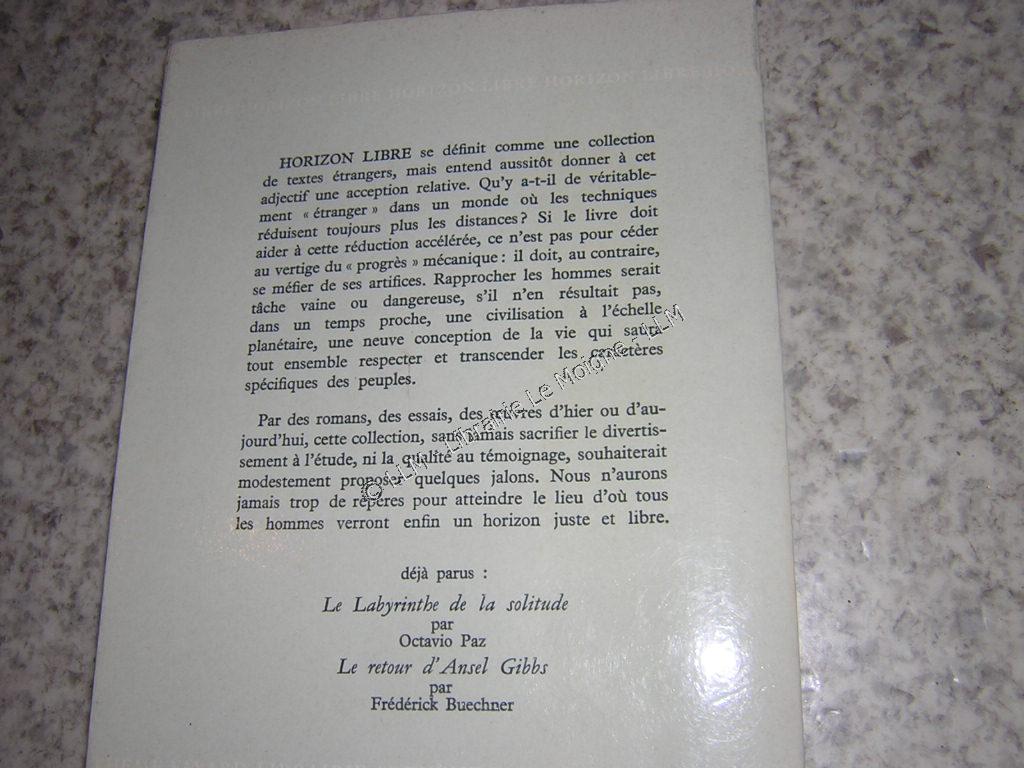 HORIZON LIBRE HORIZON LIBRE HORIZON LIBRE
HORIZON LIBRE se définit comme une collection
de textes étrangers, mais entend aussitôt donner à cet
adjectif une acception relative. Qu'y a-t-il de véritable-
ment « étranger » dans un monde où les techniques
réduisent toujours plus les distances? Si le livre doit
aider à cette réduction accélérée, ce n'est pas pour céder
au vertige du « progrès » mécanique : il doit, au contraire,
se méfier de ses artifices. Rapprocher les hommes serait
tâche vaine ou dangereuse, s'il n'en résultait pas,
dans un temps proche, une civilisation à l'échelle
planétaire, une neuve conception de la vie qui saura
tout ensemble respecter et transcender les caractères
spécifiques des peuples.
Par des romans, des essais, des œuvres d'hier ou d'au-
jourd'hui, cette collection, sans jamais sacrifier le divertis-
sement à l'étude, ni la qualité au témoignage, souhaiterait
modestement proposer quelques jalons. Nous n'aurons
jamais trop de repères pour atteindre le lieu d'où tous
les hommes verront enfin un horizon juste et libre.
déjà parus :
Le Labyrinthe de la solitude
par
Octavio Paz
Le retour d'Ansel Gibbs
par
Frédérick Buechner
© LLM - Librairie Le Moigne - LLM